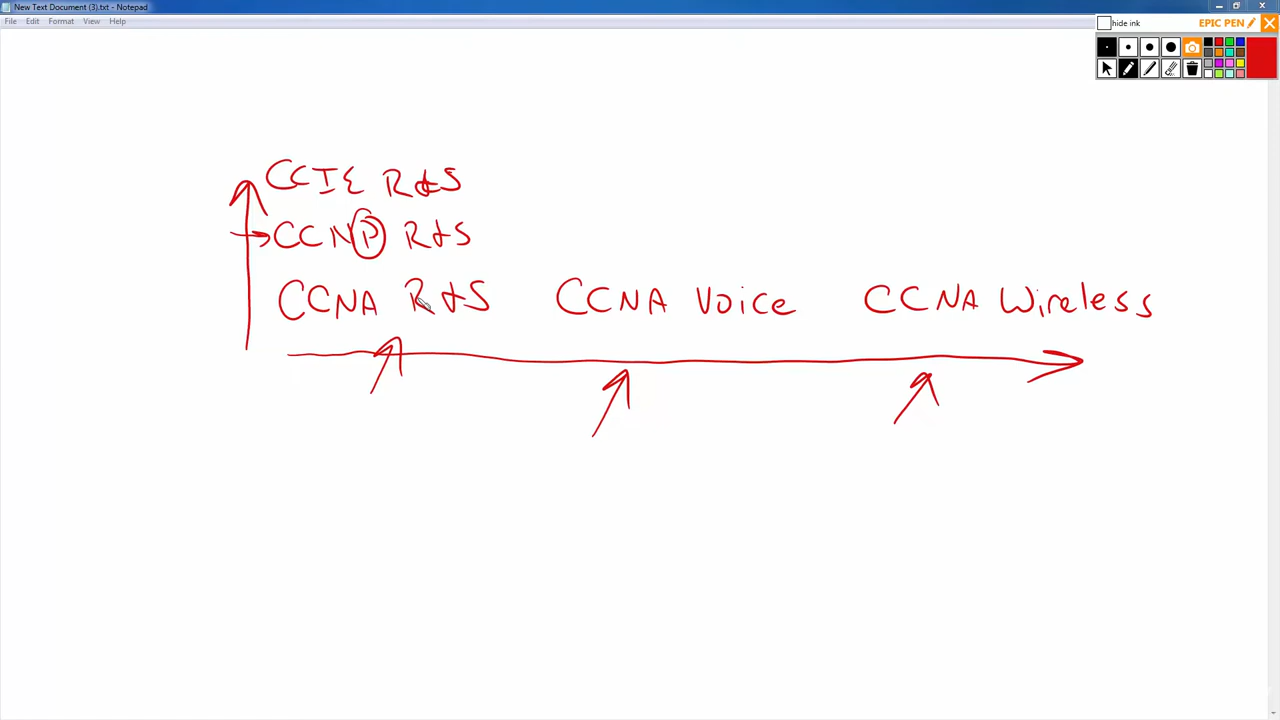 New Text Document (3).txt - Notepad
File Edit Format View Help
hide ink
EPIC PEN
CCIE R&S
CCNP R&S
CCNA R&S CCNA Voice CCNA Wireless